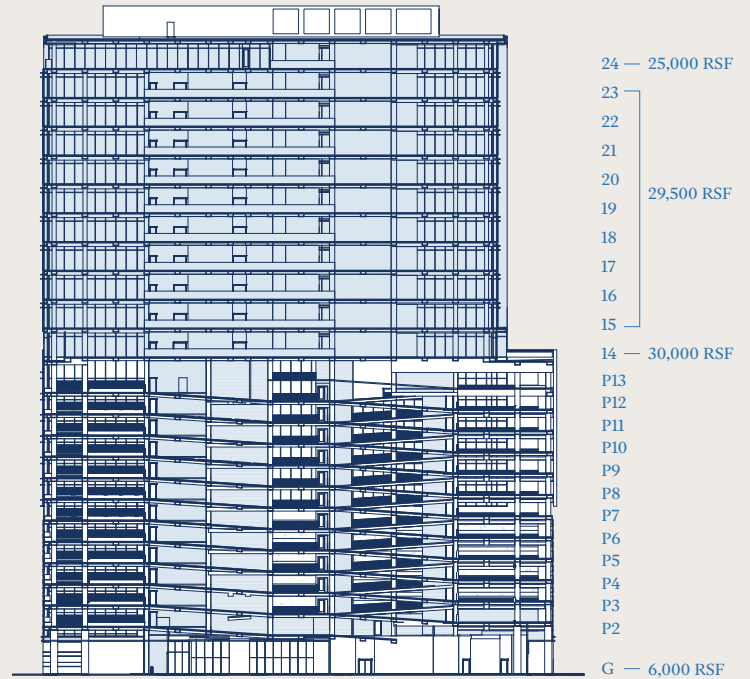 24 — 25,000 RSF
23
22
21
20
29,500 RSF
19
18
17
16
15
14 — 30,000 RSF
P13
P12
P11
P10
P9
P8
P7
P6
P5
P4
P3
P2
G — 6,000 RSF